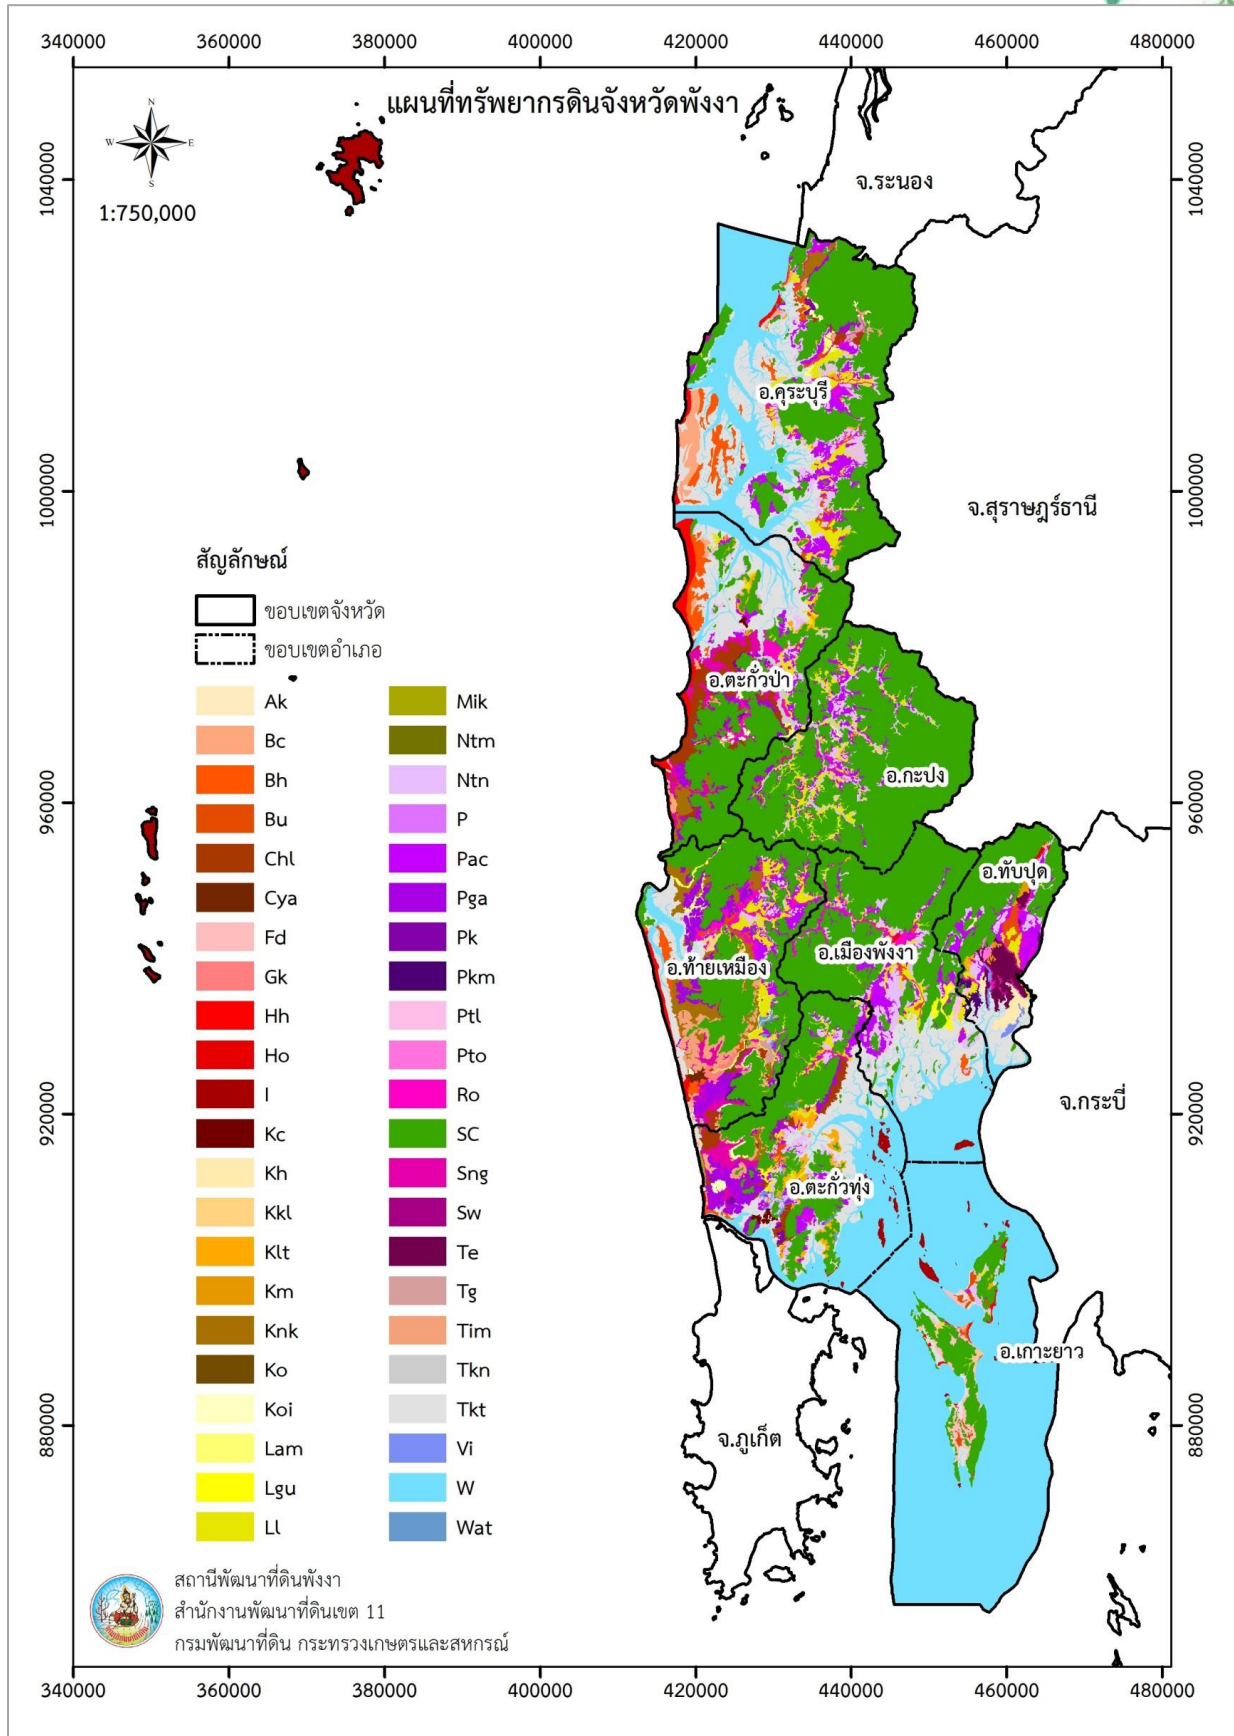 340000 360000 380000 400000 420000 440000 460000 480000
แผนที่ทรัพยากรดินจังหวัดพังงา
N
W E
S
1:750,000
1040000 1040000
1000000 1000000
960000 960000
920000 920000
880000 880000
จ.ระนอง
อ.คุระบุรี
จ.สุราษฎร์ธานี
อ.ตะกั่วป่า
อ.กะปง
อ.ทับปุด
อ.เมืองพังงา
อ.ท้ายเหมือง
จ.กระบี่
อ.ตะกั่วทุ่ง
อ.เกาะยาว
จ.ภูเก็ต
สัญลักษณ์
ขอบเขตจังหวัด
ขอบเขตอำเภอ
Ak
Bc
Bh
Bu
Chl
Cya
Fd
Gk
Hh
Ho
I
Kc
Kh
Kkl
Klt
Km
Knk
Ko
Koi
Lam
Lgu
Ll
Mik
Ntm
Ntn
P
Pac
Pga
Pk
Pkm
Ptl
Pto
Ro
SC
Sng
Sw
Te
Tg
Tim
Tkn
Tkt
Vi
W
Wat
สถานีพัฒนาที่ดินพังงา
สำนักงานพัฒนาที่ดินเขต 11
กรมพัฒนาที่ดิน กระทรวงเกษตรและสหกรณ์
340000 360000 380000 400000 420000 440000 460000 480000